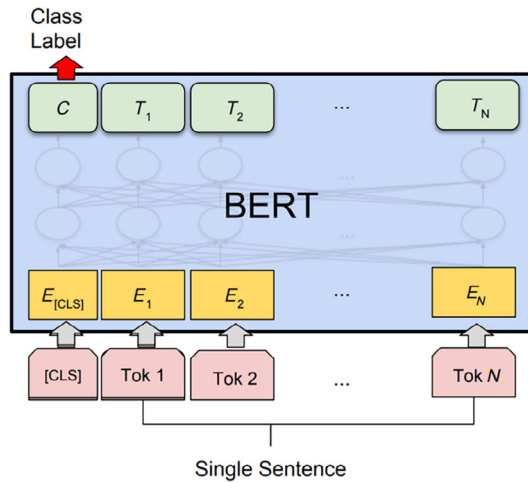 Class
Label
C T1 T2 ... TN
...
BERT
...
E[CLS] E1 E2 ... EN
[CLS] Tok 1 Tok 2 ... Tok N
Single Sentence